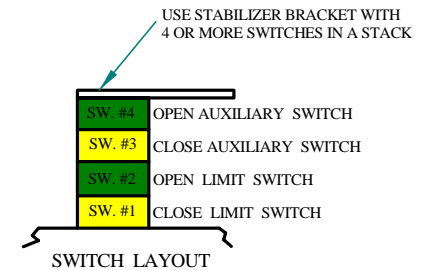 USE STABILIZER BRACKET WITH
4 OR MORE SWITCHES IN A STACK
SW. #4 OPEN AUXILIARY SWITCH
SW. #3 CLOSE AUXILIARY SWITCH
SW. #2 OPEN LIMIT SWITCH
SW. #1 CLOSE LIMIT SWITCH
SWITCH LAYOUT